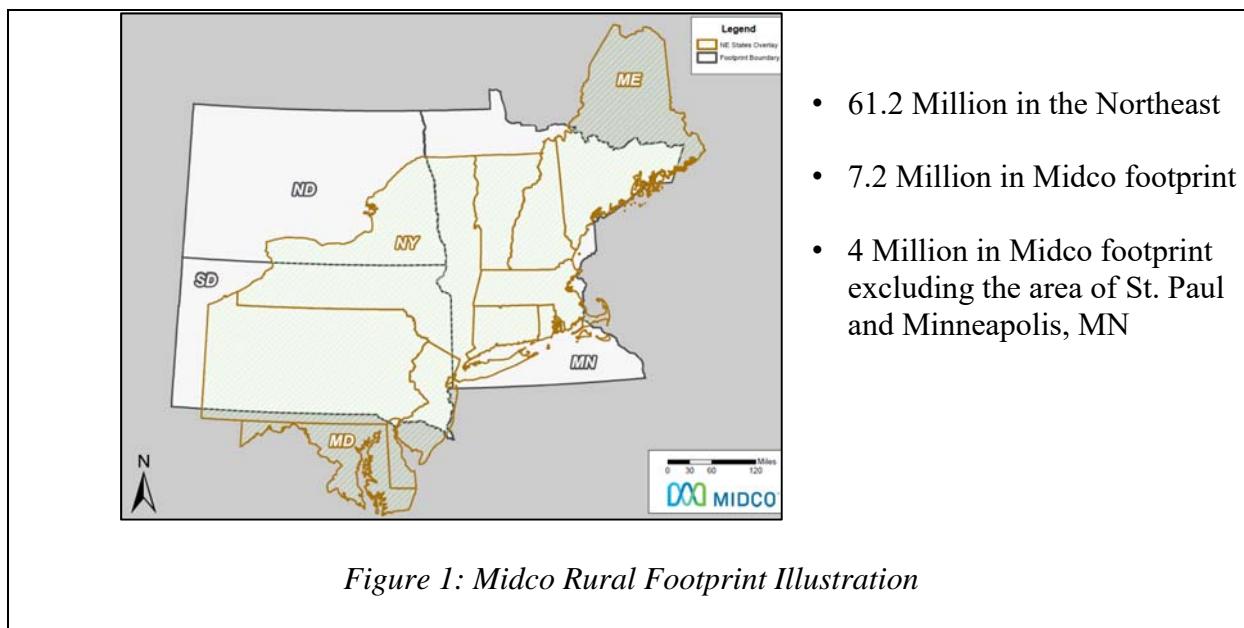 Legend
NE States Overlay
Footprint Boundary
ME
ND
NY
SD
MN
MD
N
Miles
0 30 60 120
MIDCO
• 61.2 Million in the Northeast
• 7.2 Million in Midco footprint
• 4 Million in Midco footprint
excluding the area of St. Paul
and Minneapolis, MN
Figure 1: Midco Rural Footprint Illustration